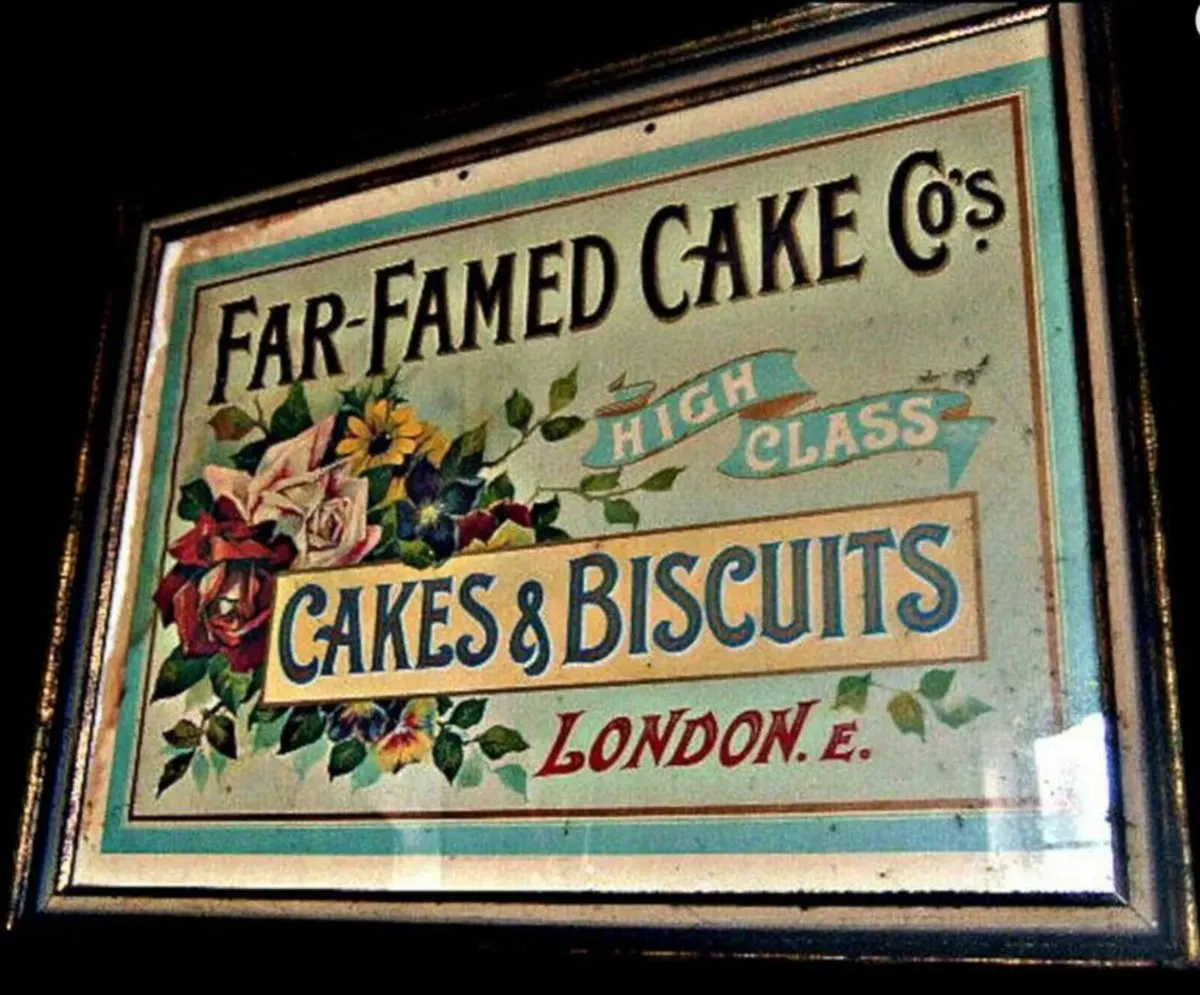 FAR-FAMED CAKE Co's.
HIGH
CLASS
CAKES & BISCUITS
LONDON. E.